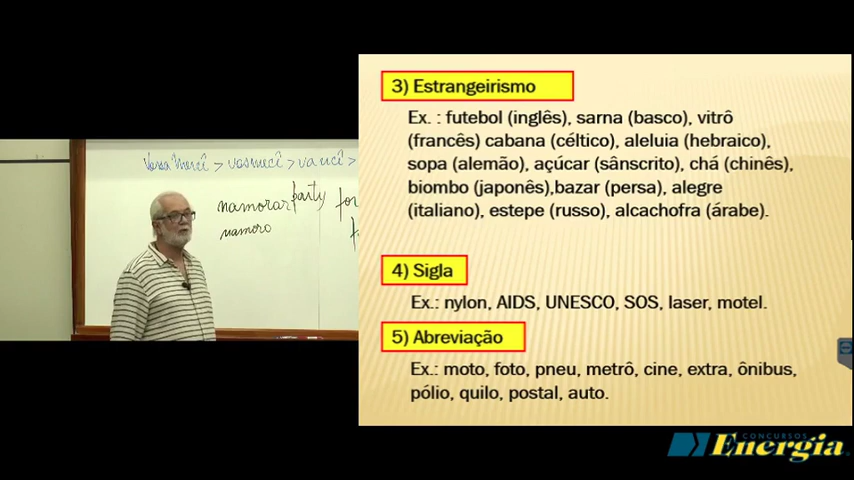 Vossa Mercê > vosmecê > você >
namorar party
namoro
3) Estrangeirismo
Ex. : futebol (inglês), sarna (basco), vitrô
(francês) cabana (céltico), aleluia (hebraico),
sopa (alemão), açúcar (sânscrito), chá (chinês),
biombo (japonês),bazar (persa), alegre
(italiano), estepe (russo), alcachofra (árabe).
4) Sigla
Ex.: nylon, AIDS, UNESCO, SOS, laser, motel.
5) Abreviação
Ex.: moto, foto, pneu, metrô, cine, extra, ônibus,
pólio, quilo, postal, auto.
CONCURSOS
Energia